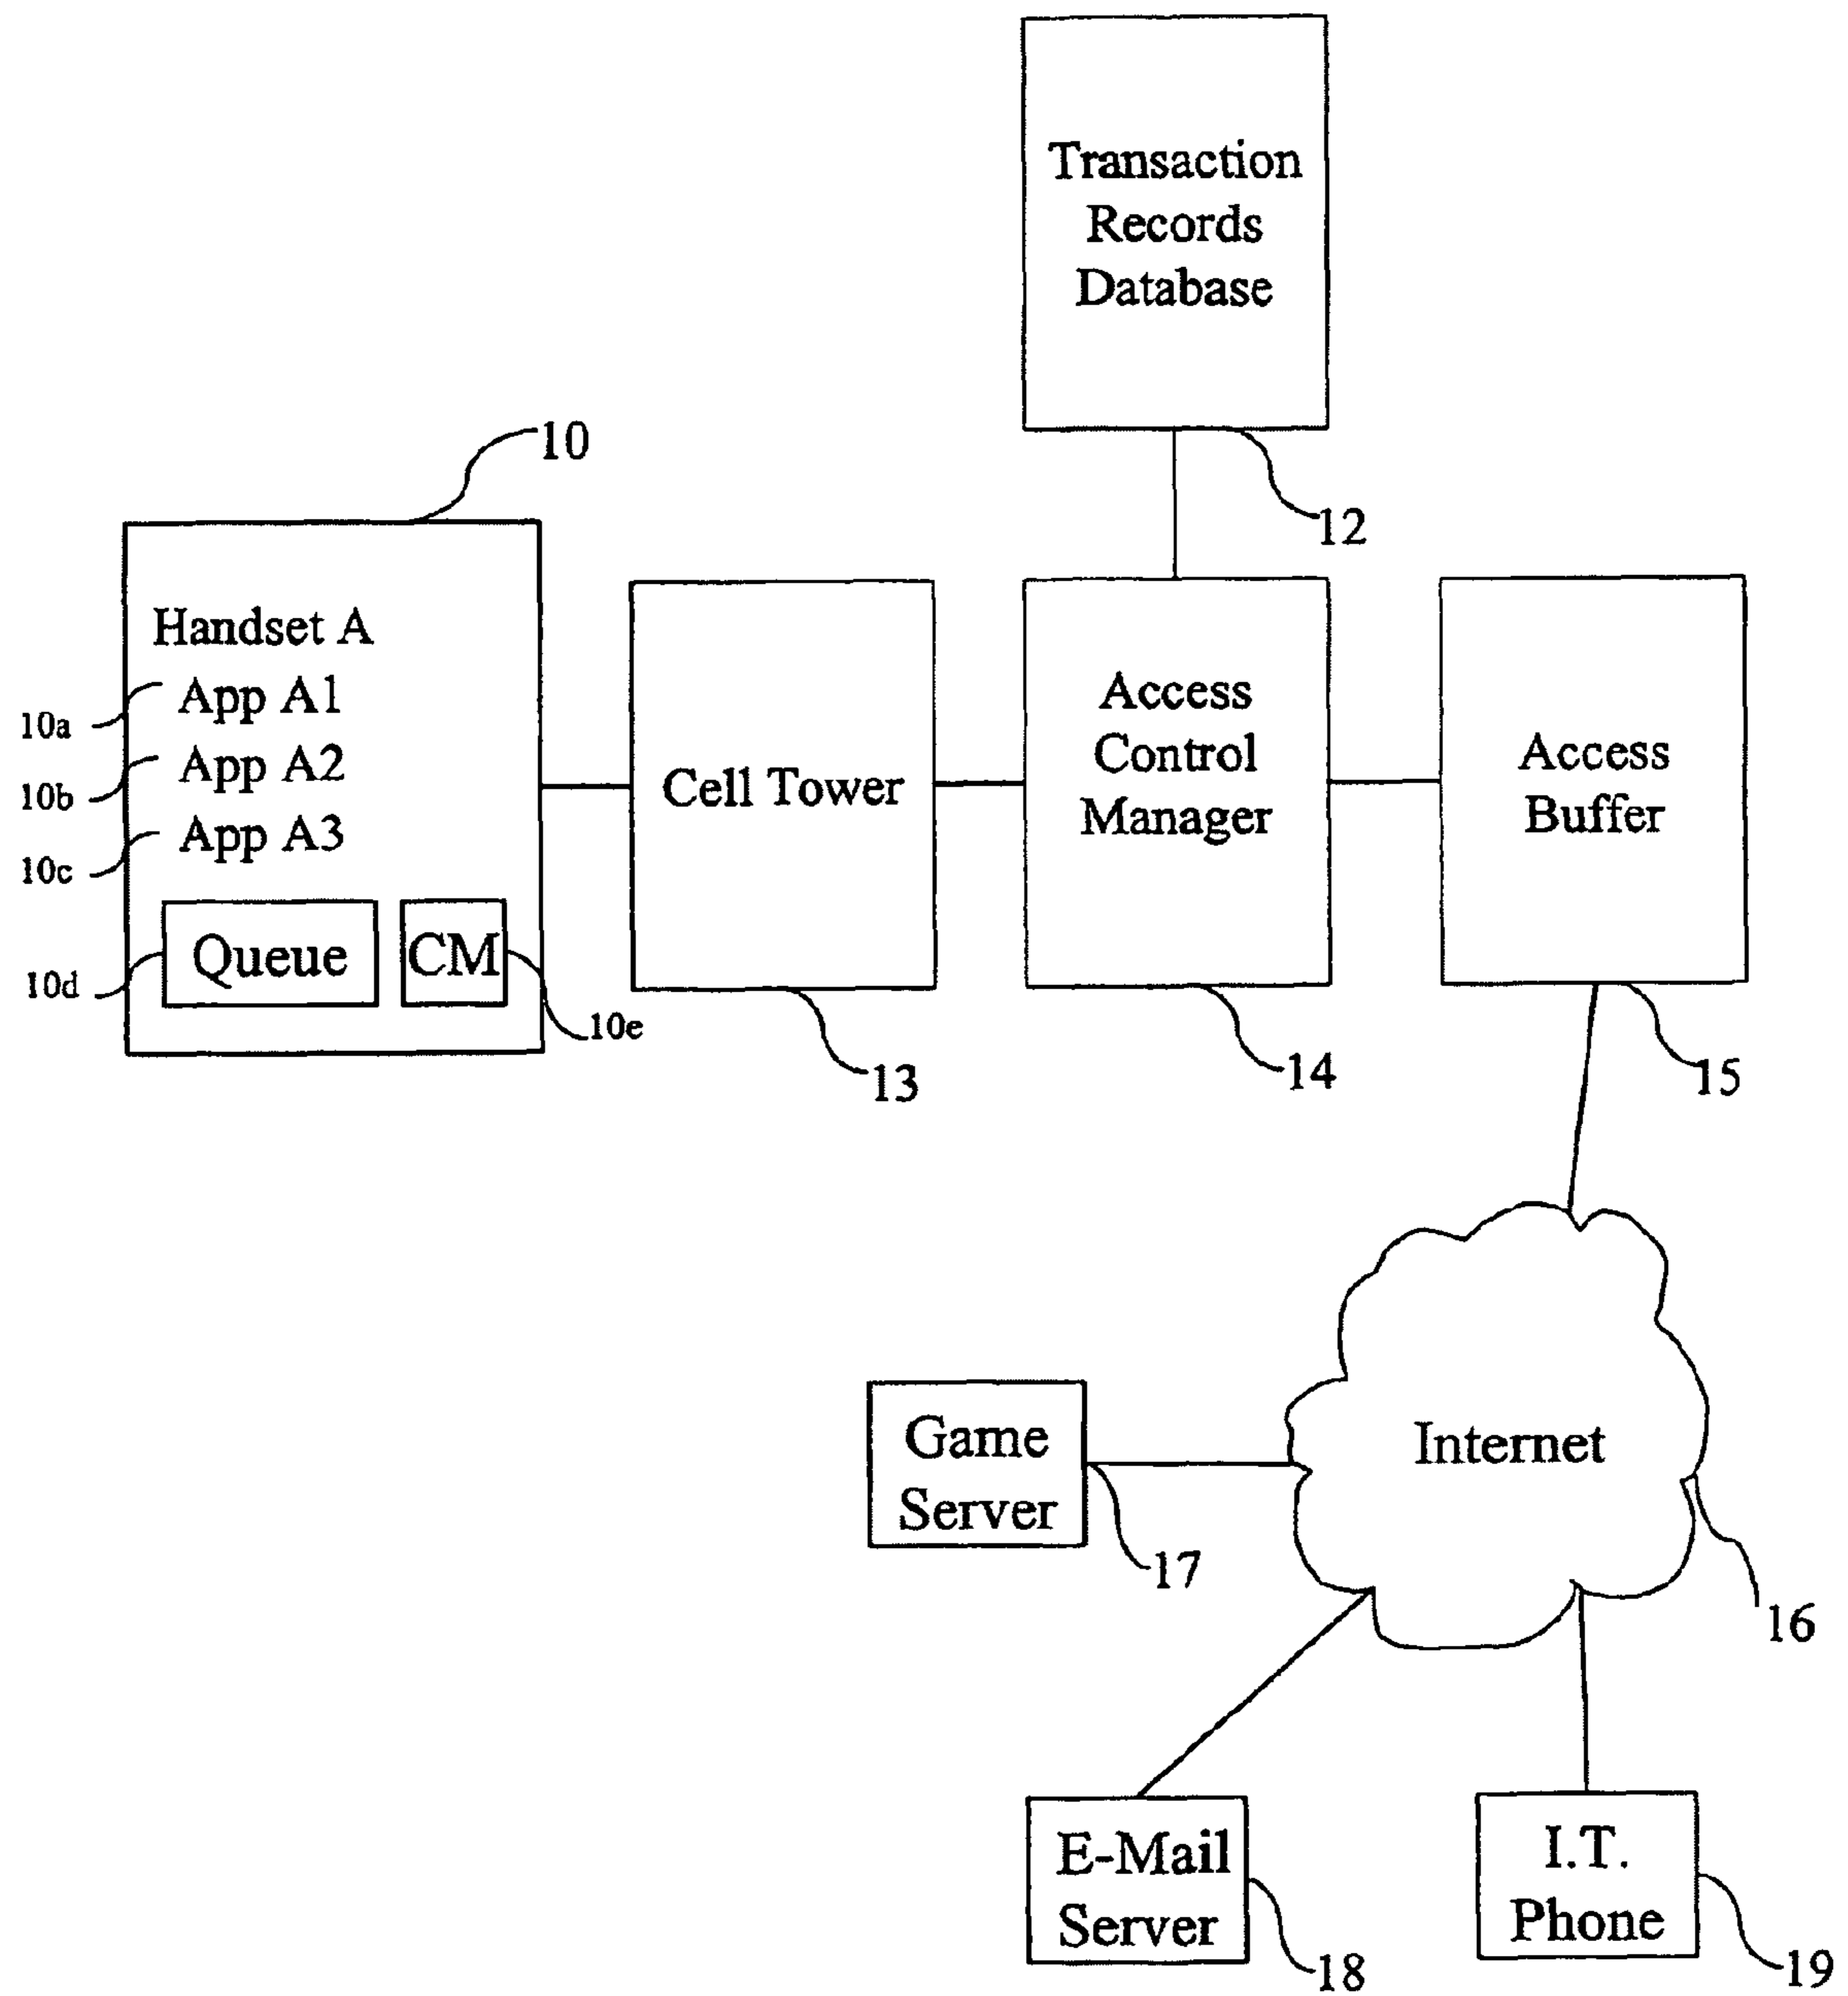 Transaction
Records
Database
10
12
Handset A
App A1
10a
App A2
10b
App A3
10c
Queue
CM
10d
10e
Cell Tower
13
Access
Control
Manager
14
Access
Buffer
15
Internet
16
Game
Server
17
E-Mail
Server
18
I.T.
Phone
19